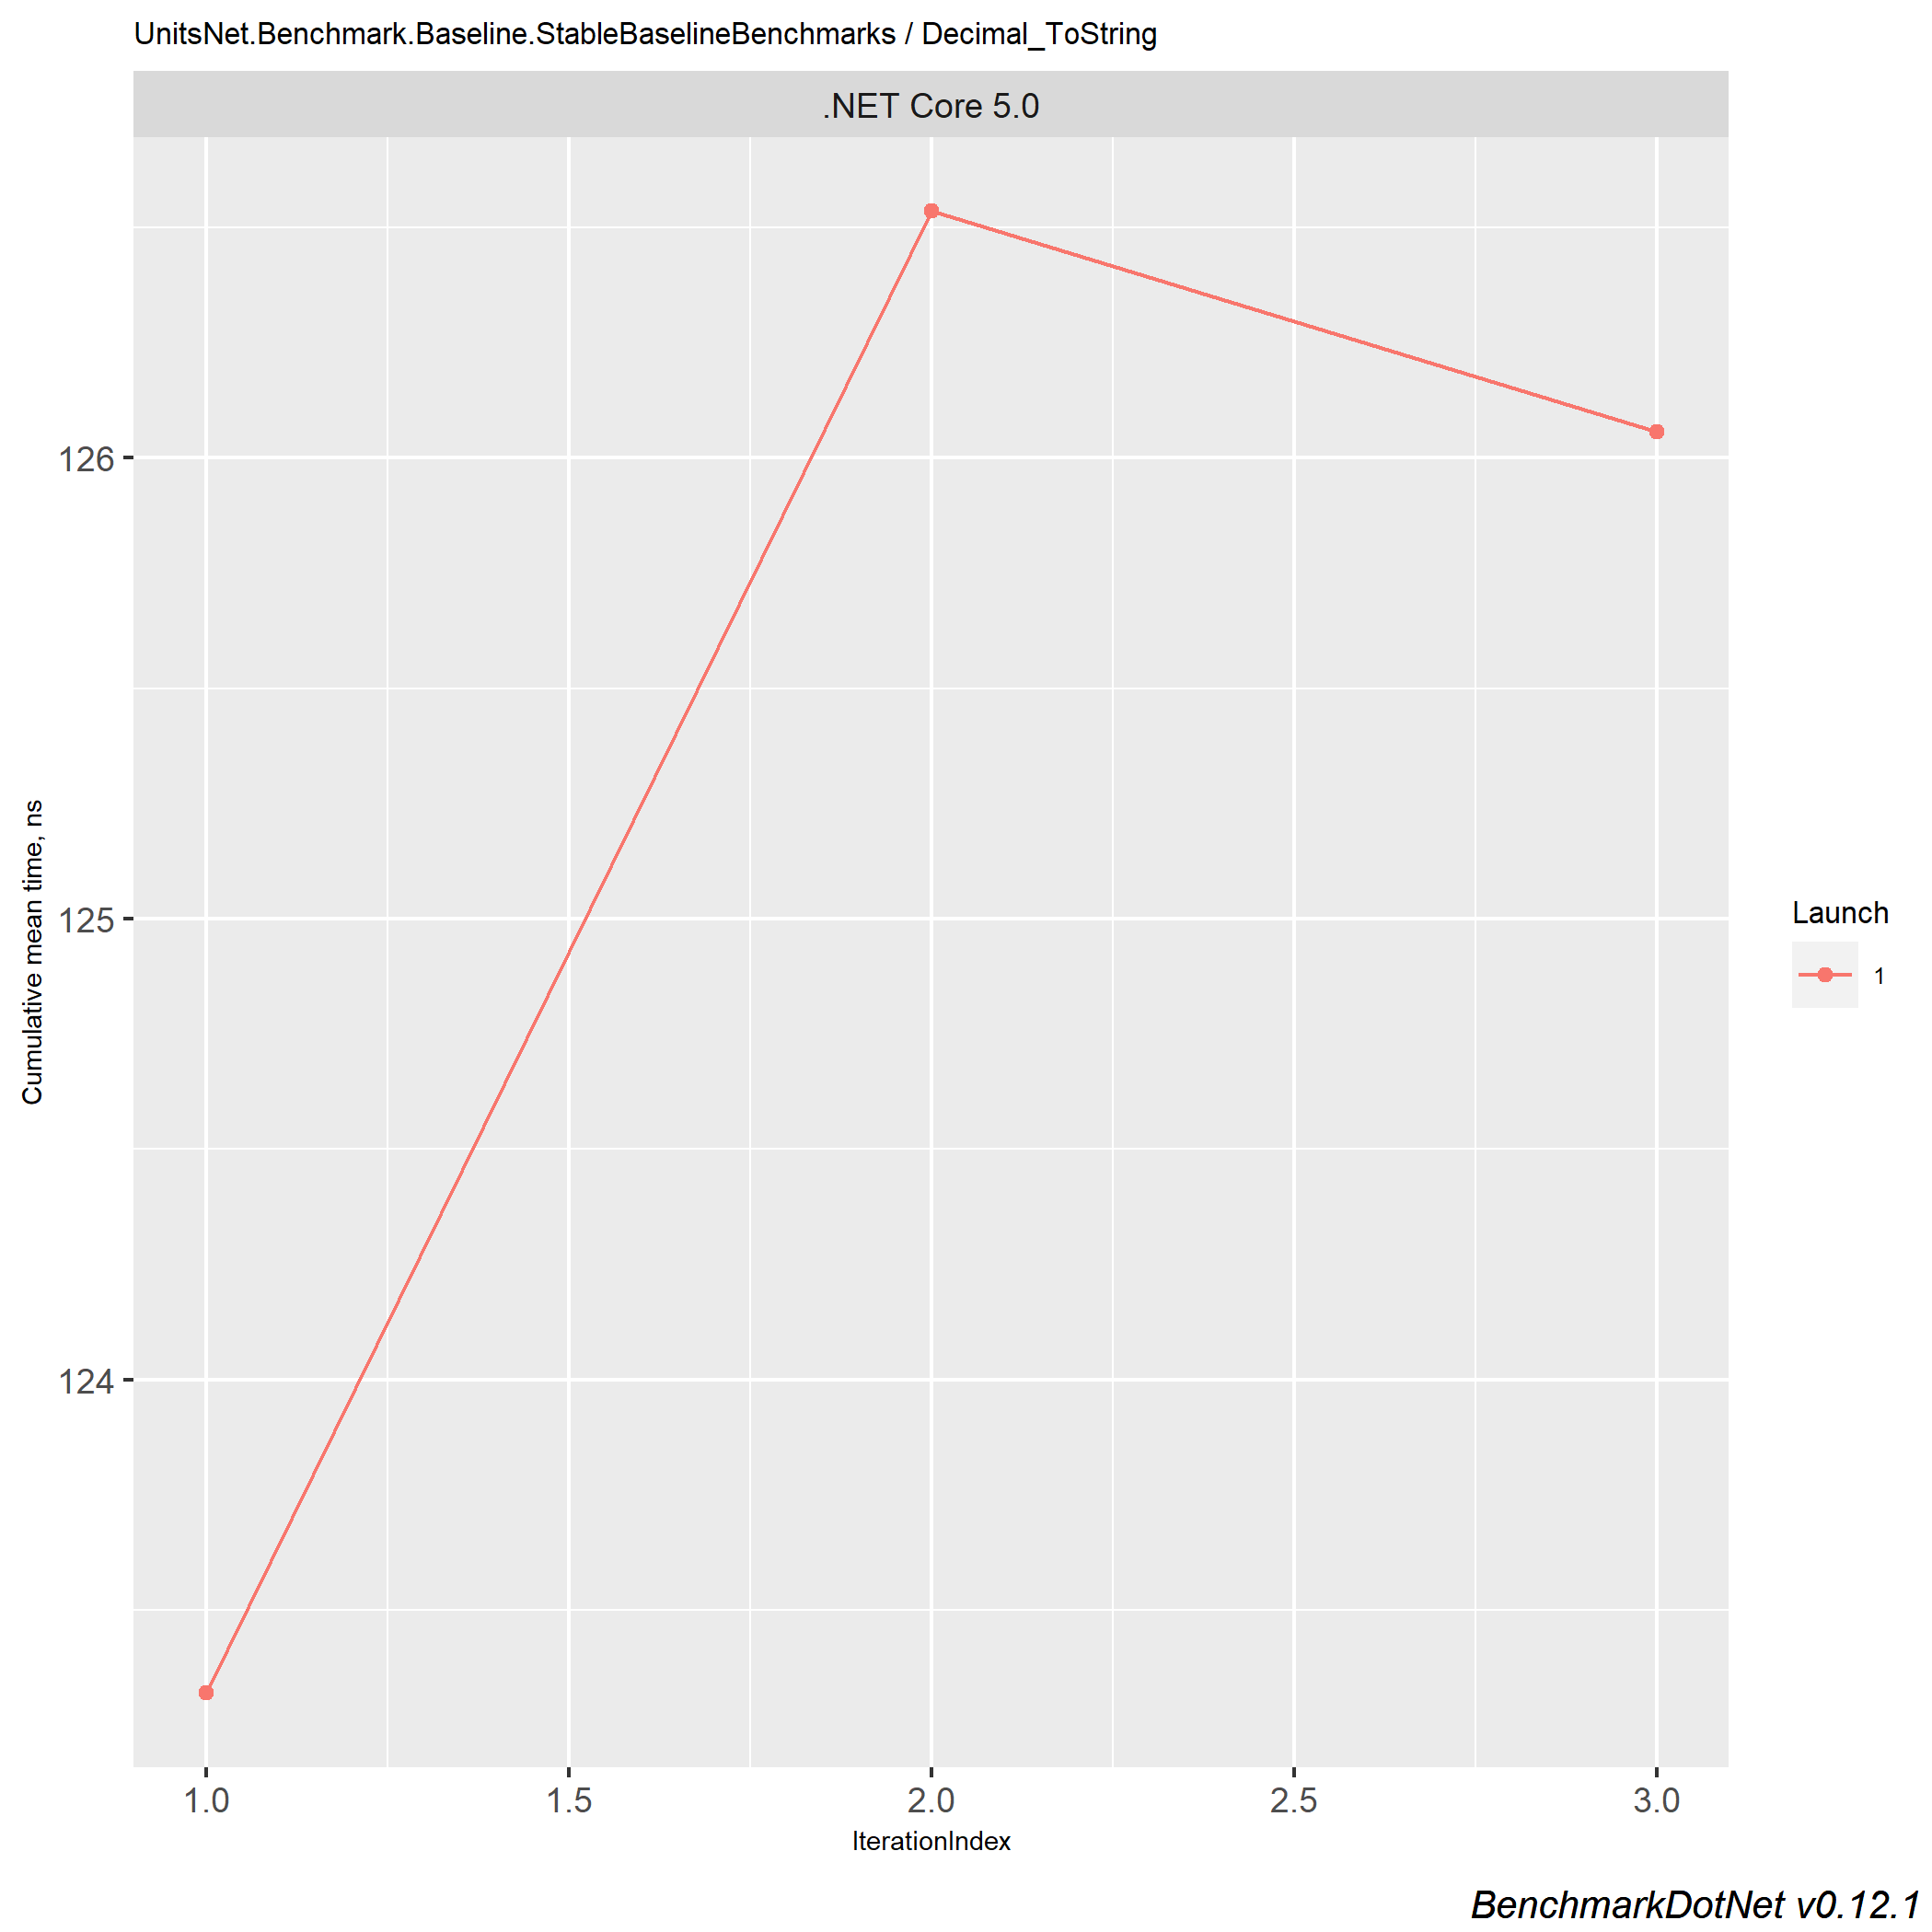 UnitsNet.Benchmark.Baseline.StableBaselineBenchmarks / Decimal_ToString
.NET Core 5.0
Cumulative mean time, ns
126
125
124
1.0 1.5 2.0 2.5 3.0
IterationIndex
Launch
1
BenchmarkDotNet v0.12.1